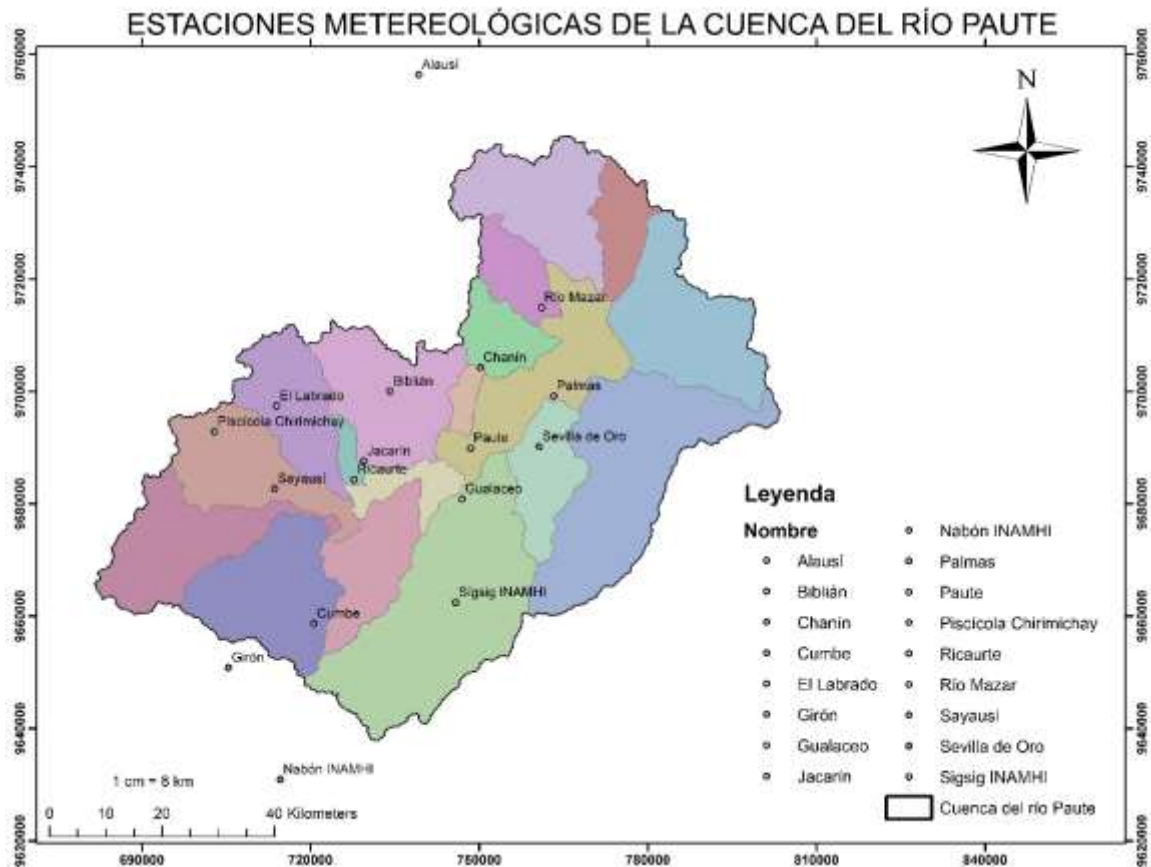 ESTACIONES METEREOLÓGICAS DE LA CUENCA DEL RÍO PAUTE
9760000
9760000
Alausí
N
9740000
9740000
9720000
9720000
Río Mazar
Chanín
Biblián
Palmas
9700000
9700000
El Labrado
Piscicola Chirimichay
Sevilla de Oro
Paute
Jacarín
Ricaurte
Sayausí
Gualaceo
9680000
9680000
Sigsig INAMHI
Cumbe
9660000
9660000
Girón
9640000
9640000
Nabón INAMHI
Leyenda
Nombre
Alausí
Biblián
Chanín
Cumbe
El Labrado
Girón
Gualaceo
Jacarín
Nabón INAMHI
Palmas
Paute
Piscicola Chirimichay
Ricaurte
Río Mazar
Sayausí
Sevilla de Oro
Sigsig INAMHI
Cuenca del río Paute
1 cm = 8 km
0 10 20 40 Kilometers
9620000
9620000
690000 720000 750000 780000 810000 840000